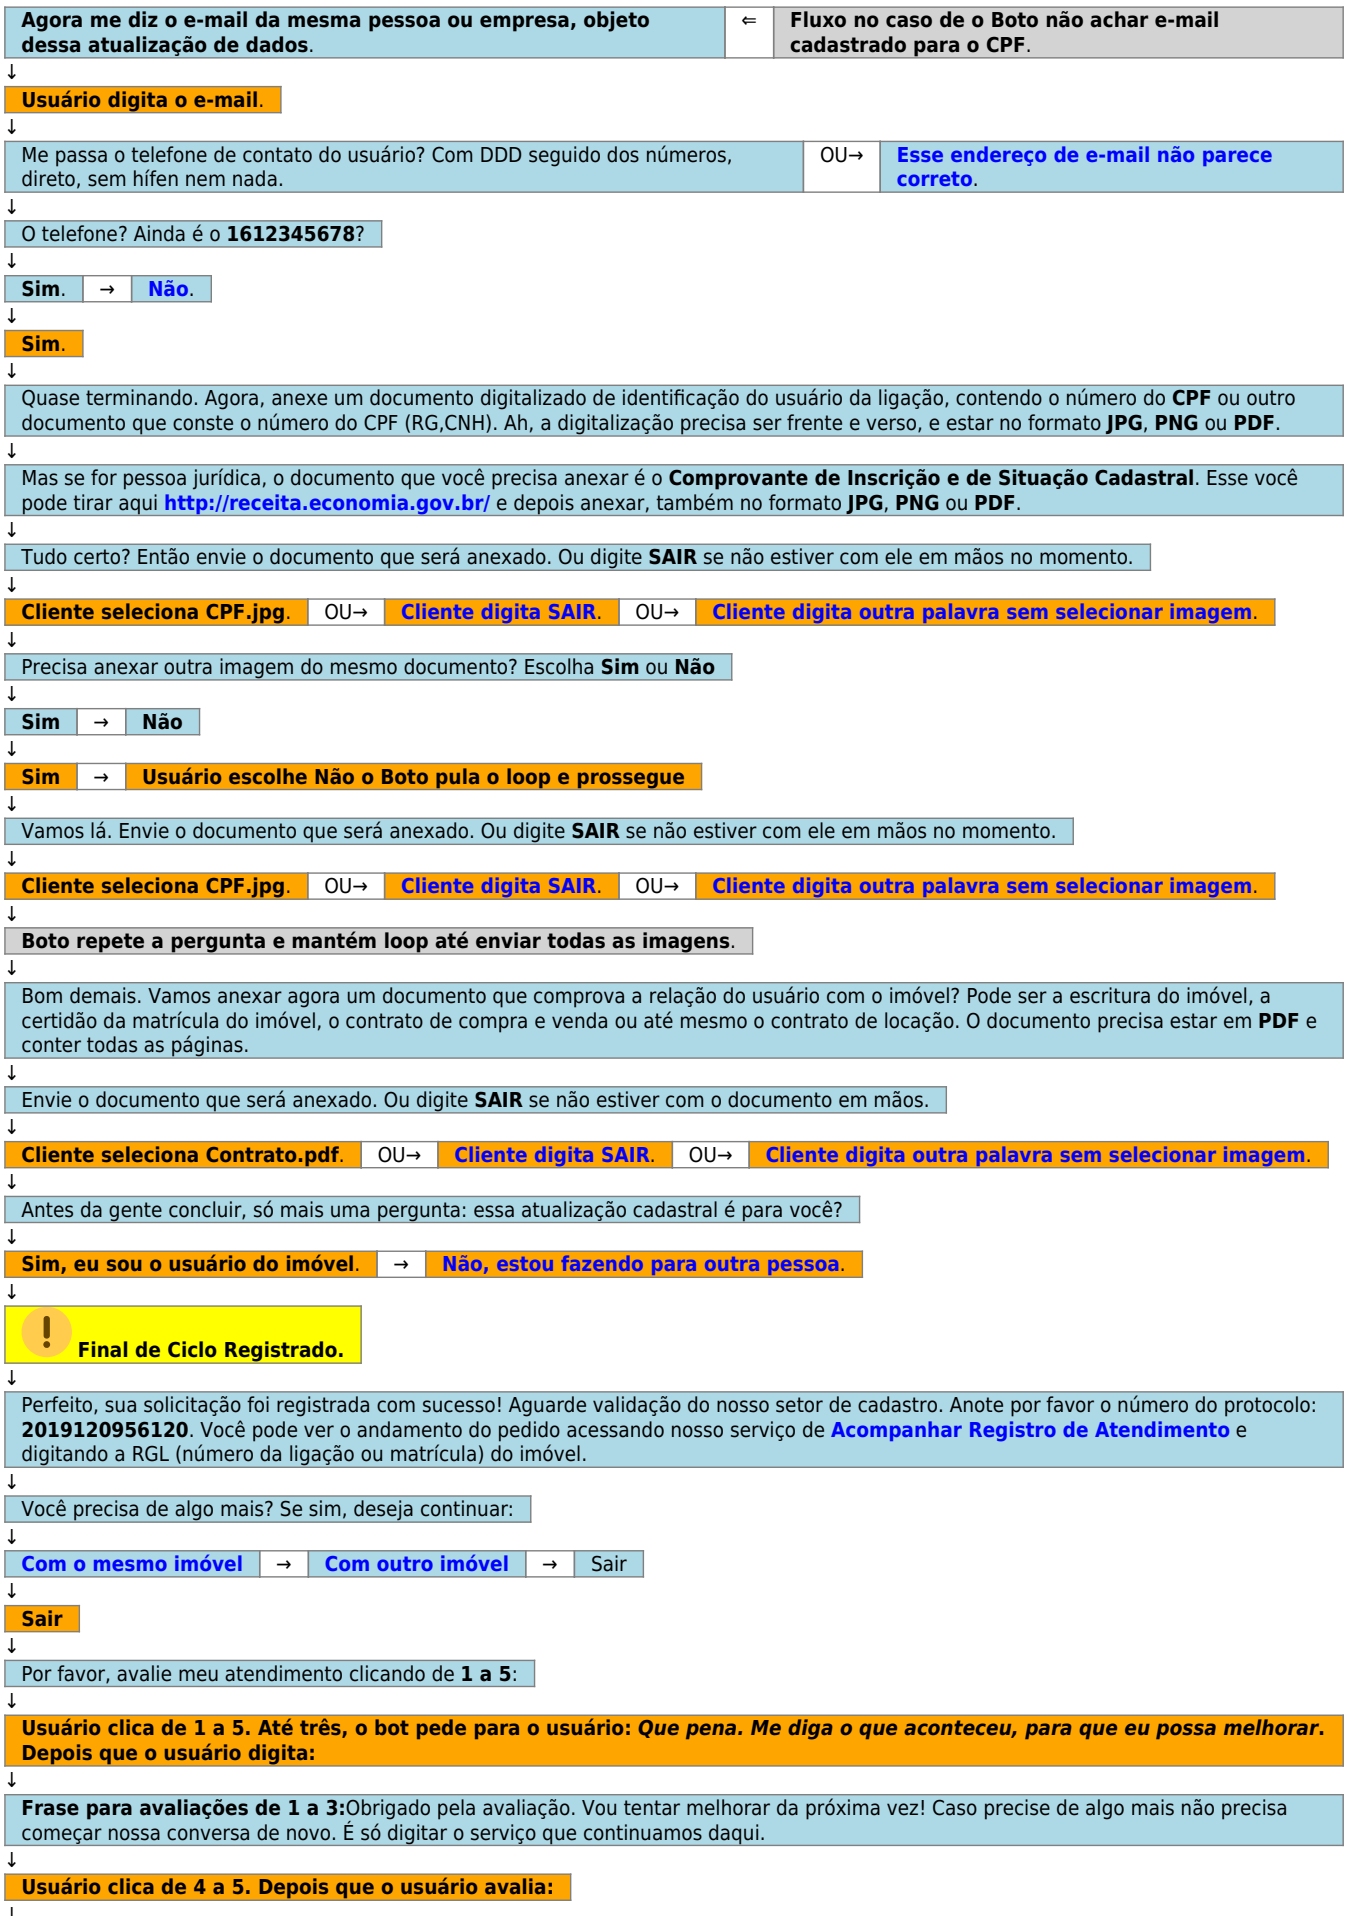 Agora me diz o e-mail da mesma pessoa ou empresa, objeto
dessa atualização de dados.
⇐
Fluxo no caso de o Boto não achar e-mail
cadastrado para o CPF.
↓
Usuário digita o e-mail.
↓
Me passa o telefone de contato do usuário? Com DDD seguido dos números,
direto, sem hífen nem nada.
OU→
Esse endereço de e-mail não parece
correto.
↓
O telefone? Ainda é o 1612345678?
↓
Sim. → Não.
↓
Sim.
↓
Quase terminando. Agora, anexe um documento digitalizado de identificação do usuário da ligação, contendo o número do CPF ou outro
documento que conste o número do CPF (RG,CNH). Ah, a digitalização precisa ser frente e verso, e estar no formato JPG, PNG ou PDF.
↓
Mas se for pessoa jurídica, o documento que você precisa anexar é o Comprovante de Inscrição e de Situação Cadastral. Esse você
pode tirar aqui http://receita.economia.gov.br/ e depois anexar, também no formato JPG, PNG ou PDF.
↓
Tudo certo? Então envie o documento que será anexado. Ou digite SAIR se não estiver com ele em mãos no momento.
↓
Cliente seleciona CPF.jpg. OU→ Cliente digita SAIR. OU→ Cliente digita outra palavra sem selecionar imagem.
↓
Precisa anexar outra imagem do mesmo documento? Escolha Sim ou Não
↓
Sim → Não
↓
Sim → Usuário escolhe Não o Boto pula o loop e prossegue
↓
Vamos lá. Envie o documento que será anexado. Ou digite SAIR se não estiver com ele em mãos no momento.
↓
Cliente seleciona CPF.jpg. OU→ Cliente digita SAIR. OU→ Cliente digita outra palavra sem selecionar imagem.
↓
Boto repete a pergunta e mantém loop até enviar todas as imagens.
↓
Bom demais. Vamos anexar agora um documento que comprova a relação do usuário com o imóvel? Pode ser a escritura do imóvel, a
certidão da matrícula do imóvel, o contrato de compra e venda ou até mesmo o contrato de locação. O documento precisa estar em PDF e
conter todas as páginas.
↓
Envie o documento que será anexado. Ou digite SAIR se não estiver com o documento em mãos.
↓
Cliente seleciona Contrato.pdf. OU→ Cliente digita SAIR. OU→ Cliente digita outra palavra sem selecionar imagem.
↓
Antes da gente concluir, só mais uma pergunta: essa atualização cadastral é para você?
↓
Sim, eu sou o usuário do imóvel. → Não, estou fazendo para outra pessoa.
↓
! Final de Ciclo Registrado.
↓
Perfeito, sua solicitação foi registrada com sucesso! Aguarde validação do nosso setor de cadastro. Anote por favor o número do protocolo:
2019120956120. Você pode ver o andamento do pedido acessando nosso serviço de Acompanhar Registro de Atendimento e
digitando a RGL (número da ligação ou matrícula) do imóvel.
↓
Você precisa de algo mais? Se sim, deseja continuar:
↓
Com o mesmo imóvel → Com outro imóvel → Sair
↓
Sair
↓
Por favor, avalie meu atendimento clicando de 1 a 5:
↓
Usuário clica de 1 a 5. Até três, o bot pede para o usuário: Que pena. Me diga o que aconteceu, para que eu possa melhorar.
Depois que o usuário digita:
↓
Frase para avaliações de 1 a 3:Obrigado pela avaliação. Vou tentar melhorar da próxima vez! Caso precise de algo mais não precisa
começar nossa conversa de novo. É só digitar o serviço que continuamos daqui.
↓
Usuário clica de 4 a 5. Depois que o usuário avalia:
↓